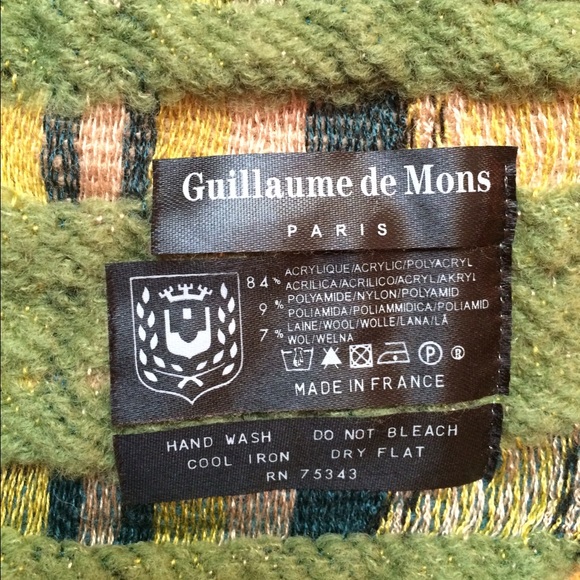 Guillaume de Mons
PARIS
84% ACRYLIQUE/ACRYLIC/POLYACRYL
ACRILICA/ACRILICO/ACRYL/AKRYL
9% POLYAMIDE/NYLON/POLYAMID
POLIAMIDA/POLIAMMIDICA/POLIAMID
7% LAINE/WOOL/WOLLE/LANA/LÃ
WOL/WELNA
P ®
MADE IN FRANCE
HAND WASH DO NOT BLEACH
COOL IRON DRY FLAT
RN 75343